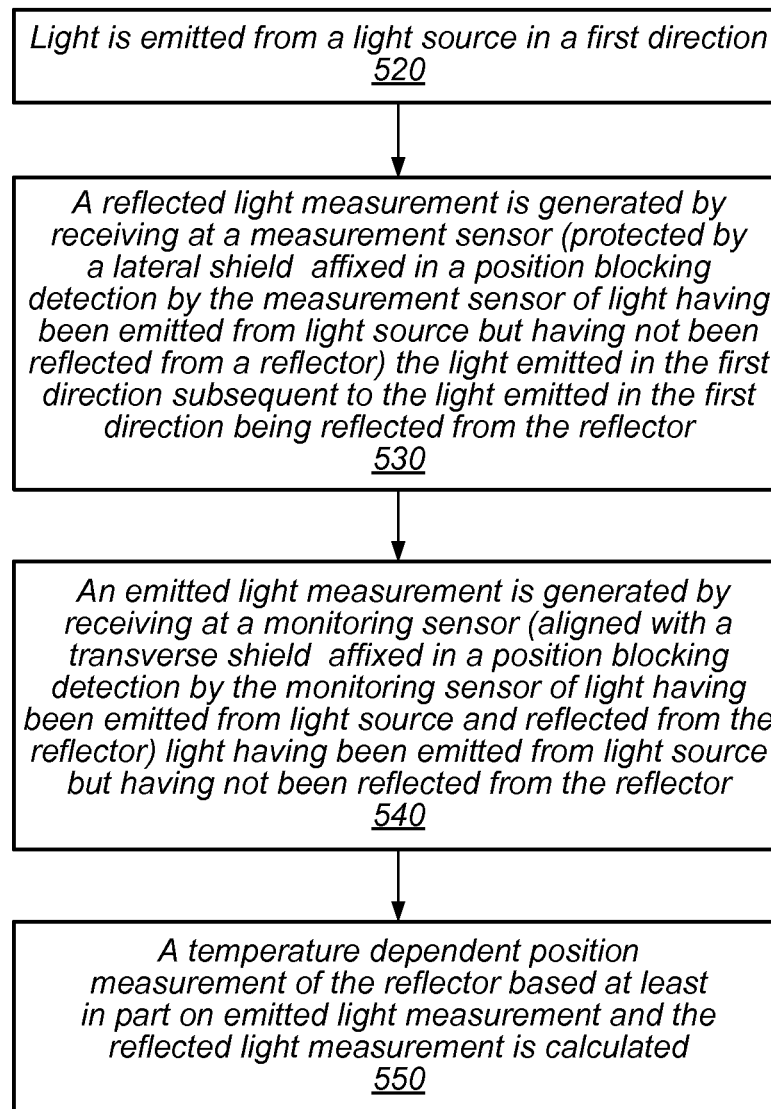 Light is emitted from a light source in a first direction
520
A reflected light measurement is generated by
receiving at a measurement sensor (protected by
a lateral shield affixed in a position blocking
detection by the measurement sensor of light having
been emitted from light source but having not been
reflected from a reflector) the light emitted in the first
direction subsequent to the light emitted in the first
direction being reflected from the reflector
530
An emitted light measurement is generated by
receiving at a monitoring sensor (aligned with a
transverse shield affixed in a position blocking
detection by the monitoring sensor of light having
been emitted from light source and reflected from the
reflector) light having been emitted from light source
but having not been reflected from the reflector
540
A temperature dependent position
measurement of the reflector based at least
in part on emitted light measurement and the
reflected light measurement is calculated
550